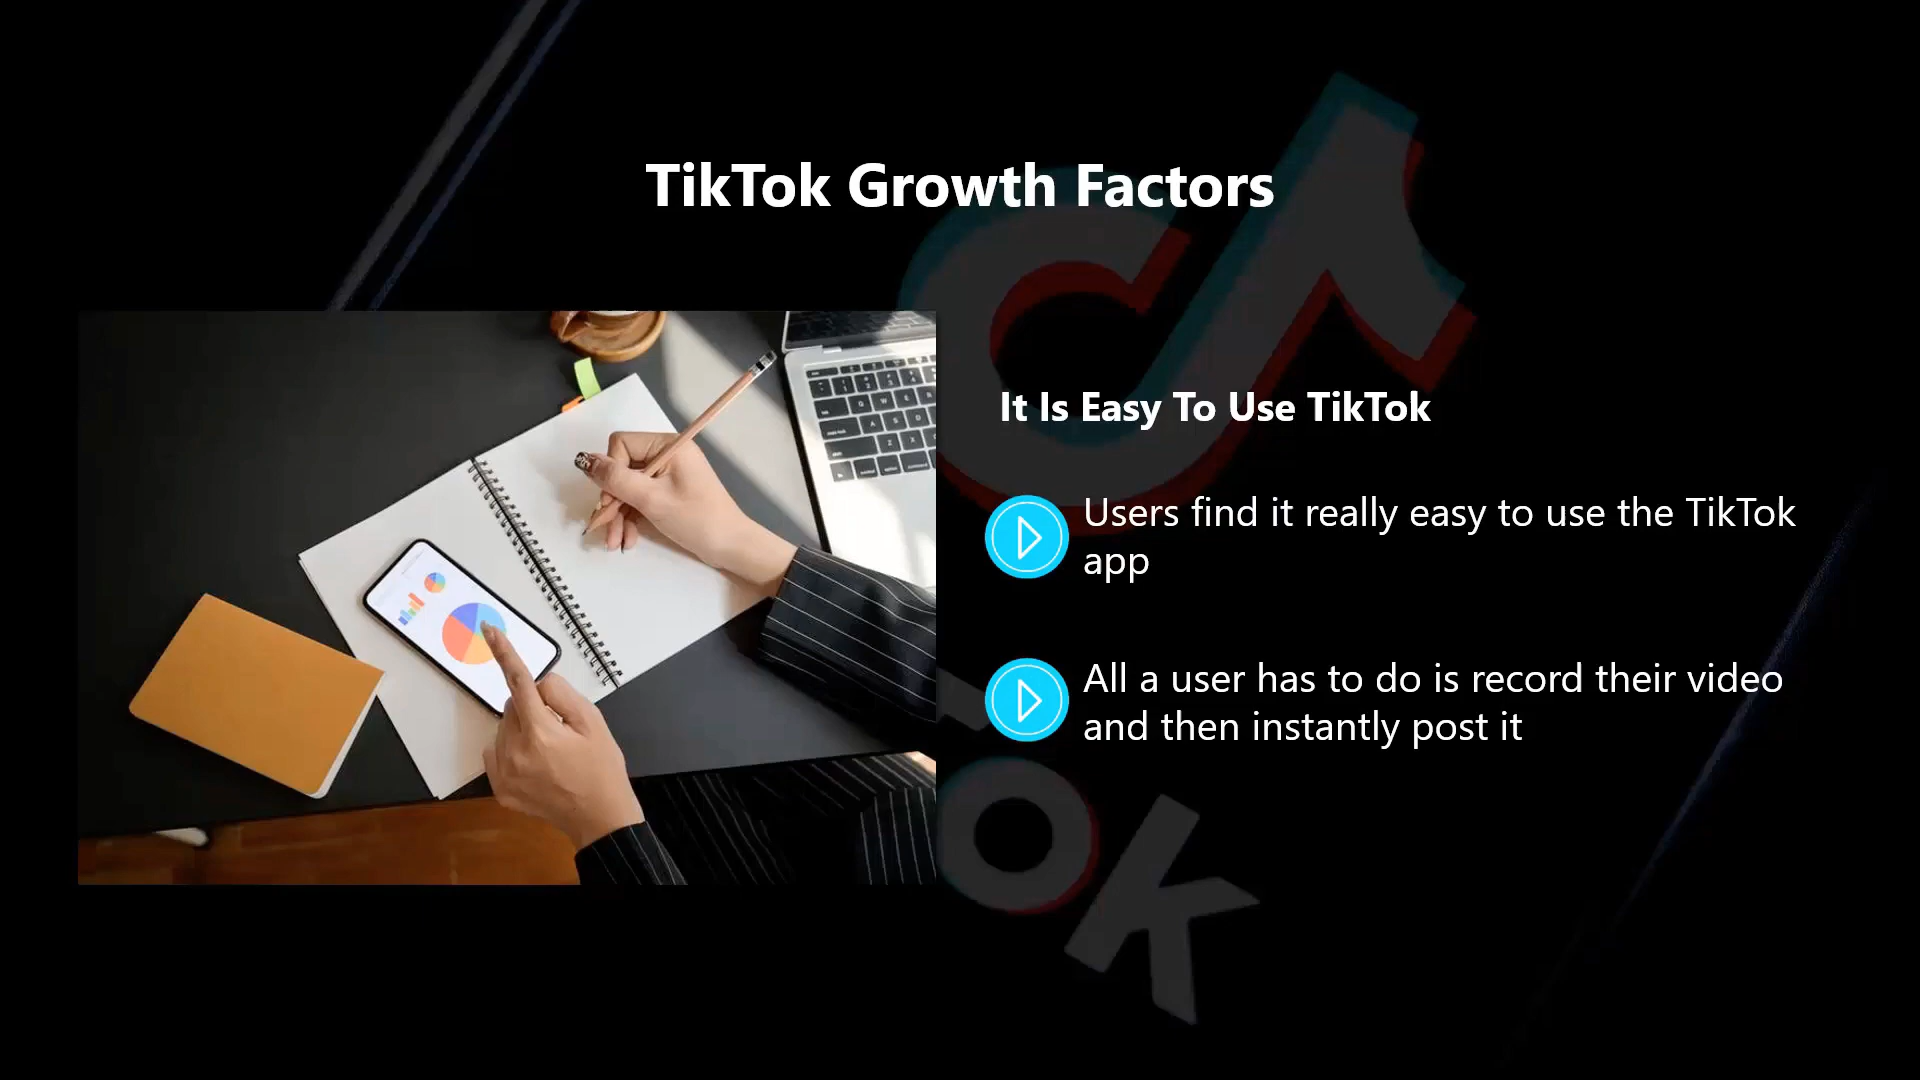 TikTok Growth Factors
It Is Easy To Use TikTok
Users find it really easy to use the TikTok
app
All a user has to do is record their video
and then instantly post it